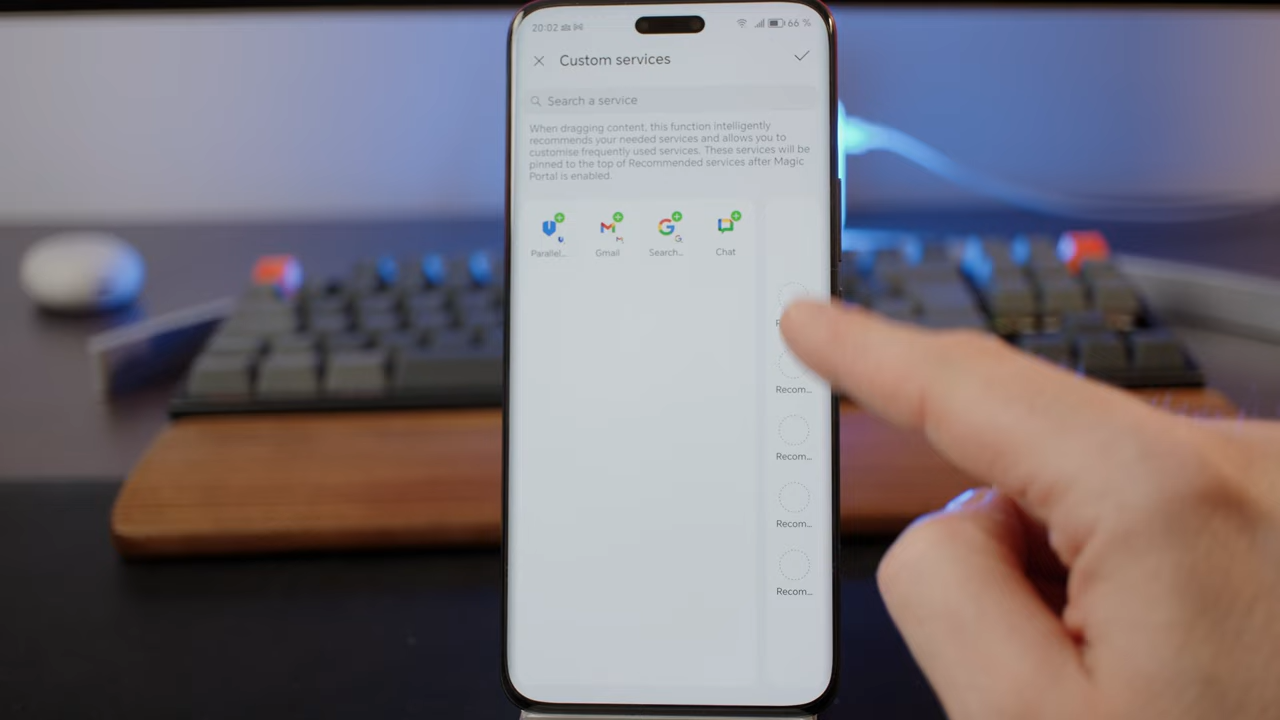 20:02
66 %
Custom services
Search a service
When dragging content, this function intelligently
recommends your needed services and allows you to
customise frequently used services. These services will be
pinned to the top of Recommended services after Magic
Portal is enabled.
Parallel...
Gmail
Search...
Chat
Recom...
Recom...
Recom...
Recom...